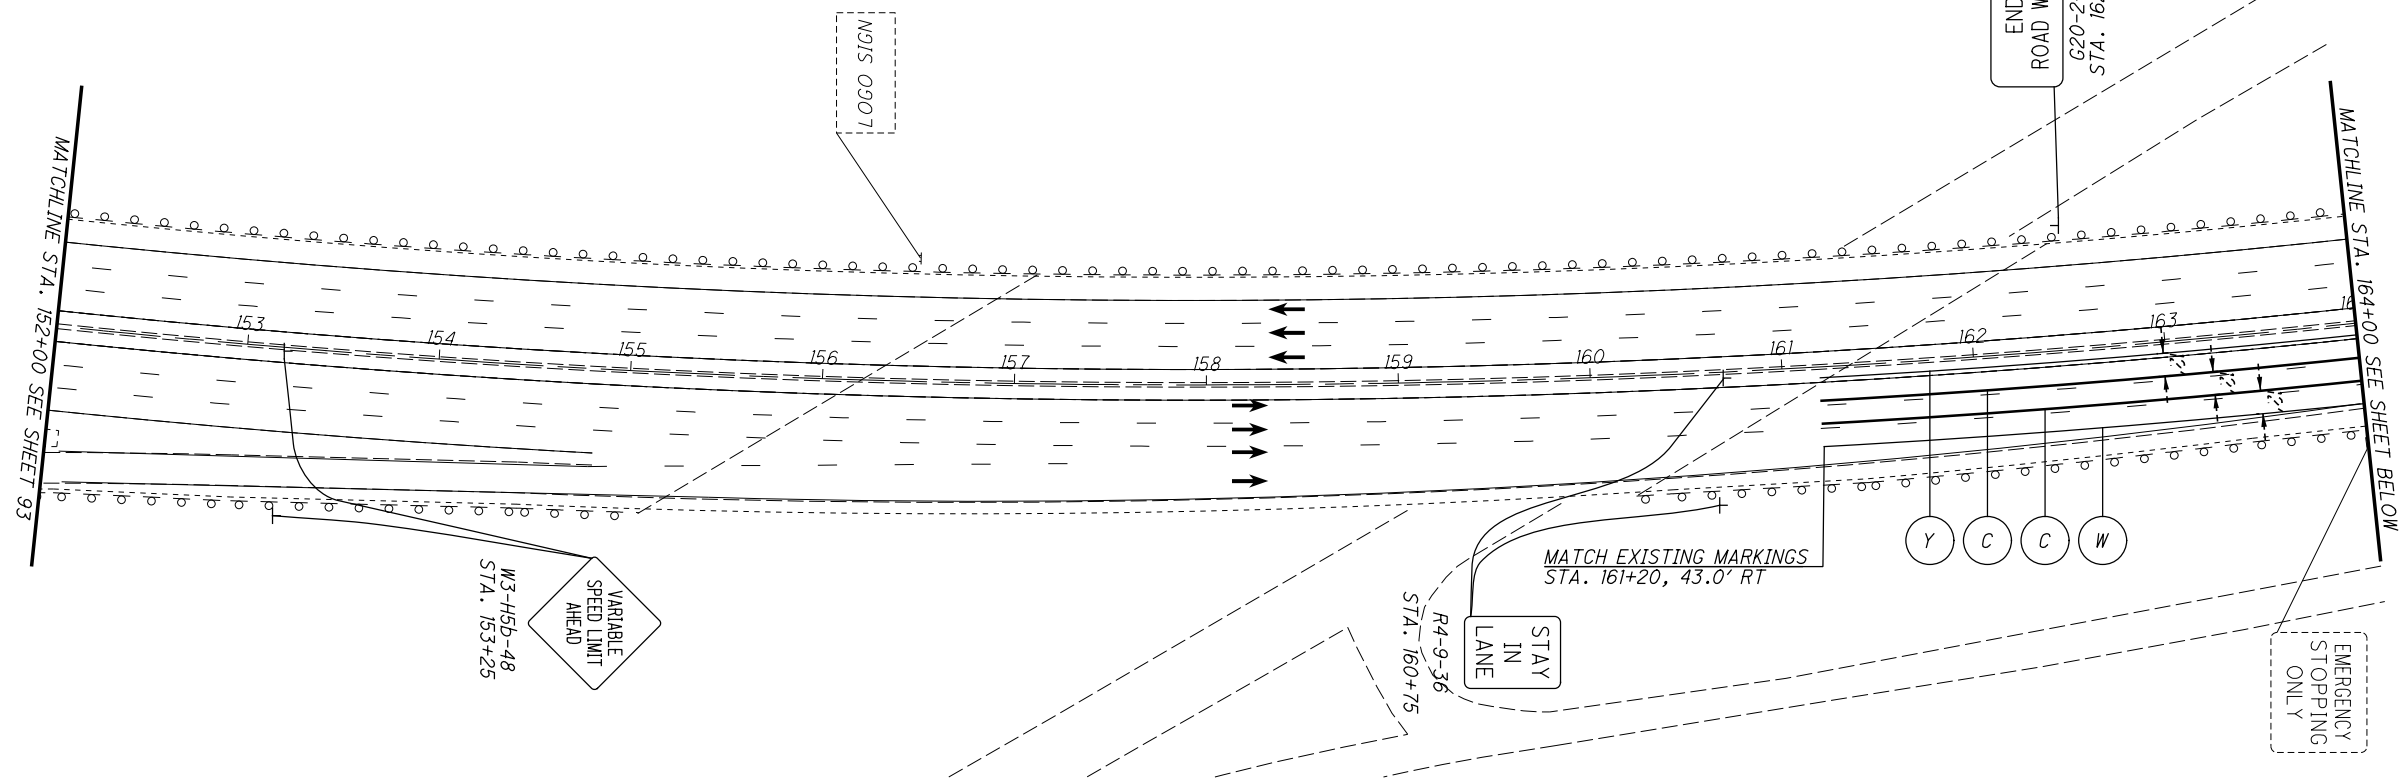 MATCHLINE STA. 152+00 SEE SHEET 93
LOGO SIGN
END
ROAD W
G20-2
STA. 162
MATCHLINE STA. 164+00 SEE SHEET BELOW
153
154
155
156
157
158
159
160
161
162
163
VARIABLE
SPEED LIMIT
AHEAD
W3-H5b-48
STA. 153+25
MATCH EXISTING MARKINGS
STA. 161+20, 43.0' RT
STAY
IN
LANE
R4-9-36
STA. 160+75
Y
C
C
W
EMERGENCY
STOPPING
ONLY